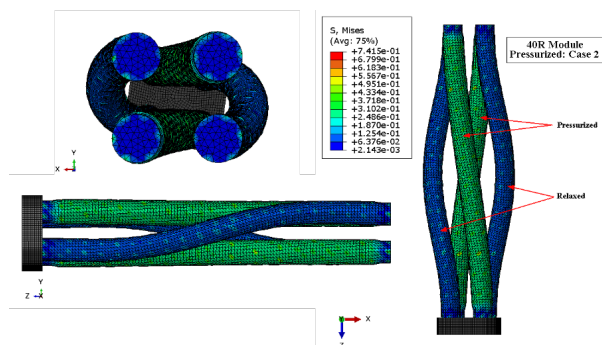 S, Mises
(Avg: 75%)
+7.415e-01
+6.799e-01
+6.183e-01
+5.567e-01
+4.951e-01
+4.334e-01
+3.718e-01
+3.102e-01
+2.486e-01
+1.870e-01
+1.254e-01
+6.376e-02
+2.143e-03
40R Module
Pressurized: Case 2
Pressurized
Relaxed
Y
X
Z
Y
Z
X
X
Z